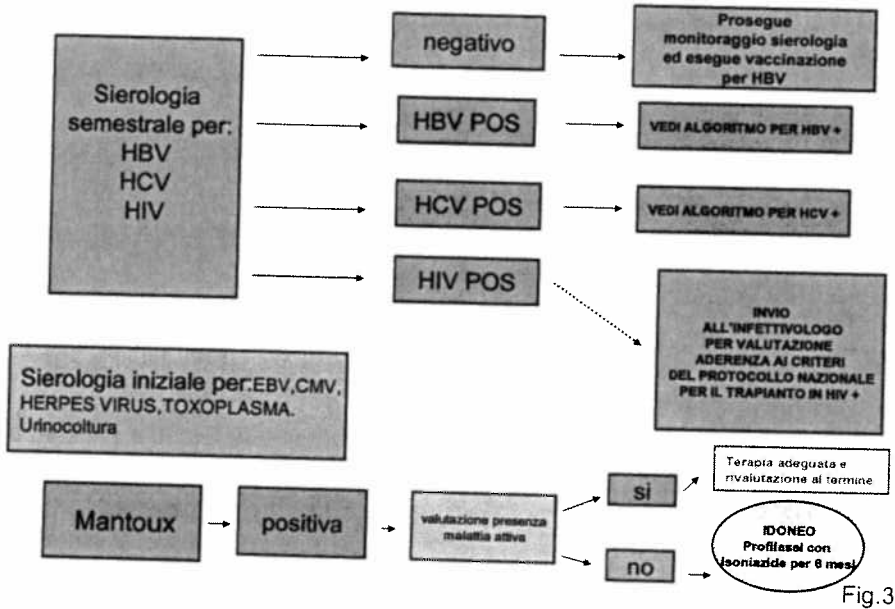 Sierologia
semestrale per:
HBV
HCV
HIV
negativo
Prosegue
monitoraggio sierologia
ed esegue vaccinazione
per HBV
HBV POS
VEDI ALGORITMO PER HBV +
HCV POS
VEDI ALGORITMO PER HCV +
HIV POS
INVIO
ALL'INFETTIVOLOGO
PER VALUTAZIONE
ADERENZA AI CRITERI
DEL PROTOCOLLO NAZIONALE
PER IL TRAPIANTO IN HIV +
Sierologia iniziale per:EBV,CMV,
HERPES VIRUS,TOXOPLASMA.
Urinocoltura
Mantoux
positiva
valutazione presenza
malattia attiva
si
Terapia adeguata e
rivalutazione al termine
no
IDONEO
Profilassi con
isoniazide per 6 mesi
Fig.3